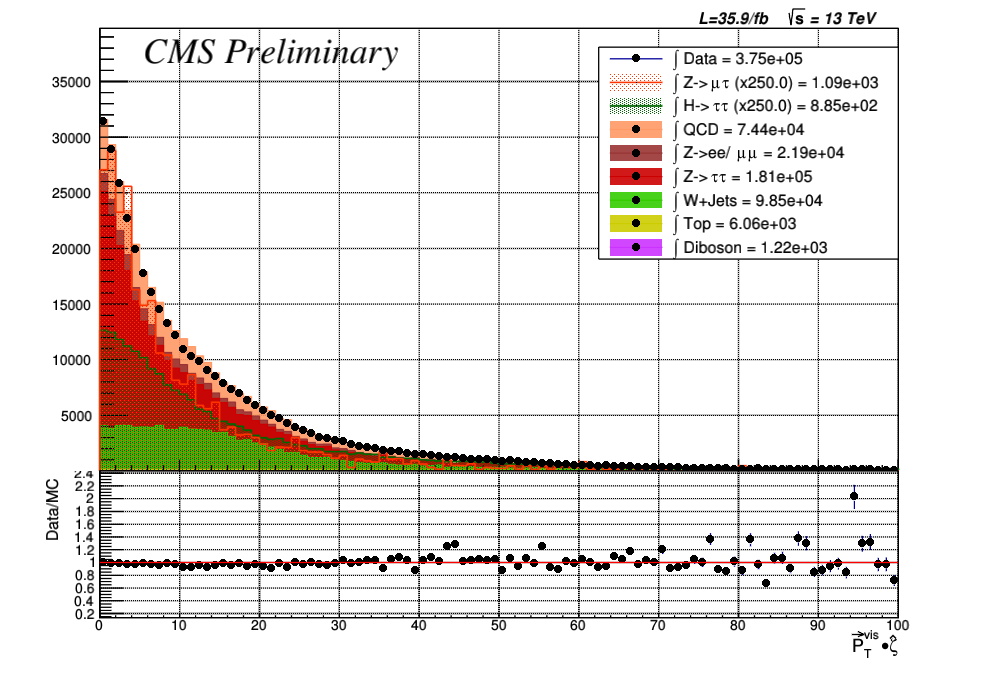 L=35.9/fb √s = 13 TeV
CMS Preliminary
∫ Data = 3.75e+05
∫ Z-> μτ (x250.0) = 1.09e+03
∫ H-> ττ (x250.0) = 8.85e+02
∫ QCD = 7.44e+04
∫ Z->ee/ μμ = 2.19e+04
∫ Z-> ττ = 1.81e+05
∫ W+Jets = 9.85e+04
∫ Top = 6.06e+03
∫ Diboson = 1.22e+03
35000
30000
25000
20000
15000
10000
5000
Data/MC
2.4
2.2
2
1.8
1.6
1.4
1.2
1
0.8
0.6
0.4
0.2
0 10 20 30 40 50 60 70 80 90 100
P⃗_T^vis •ζ̂